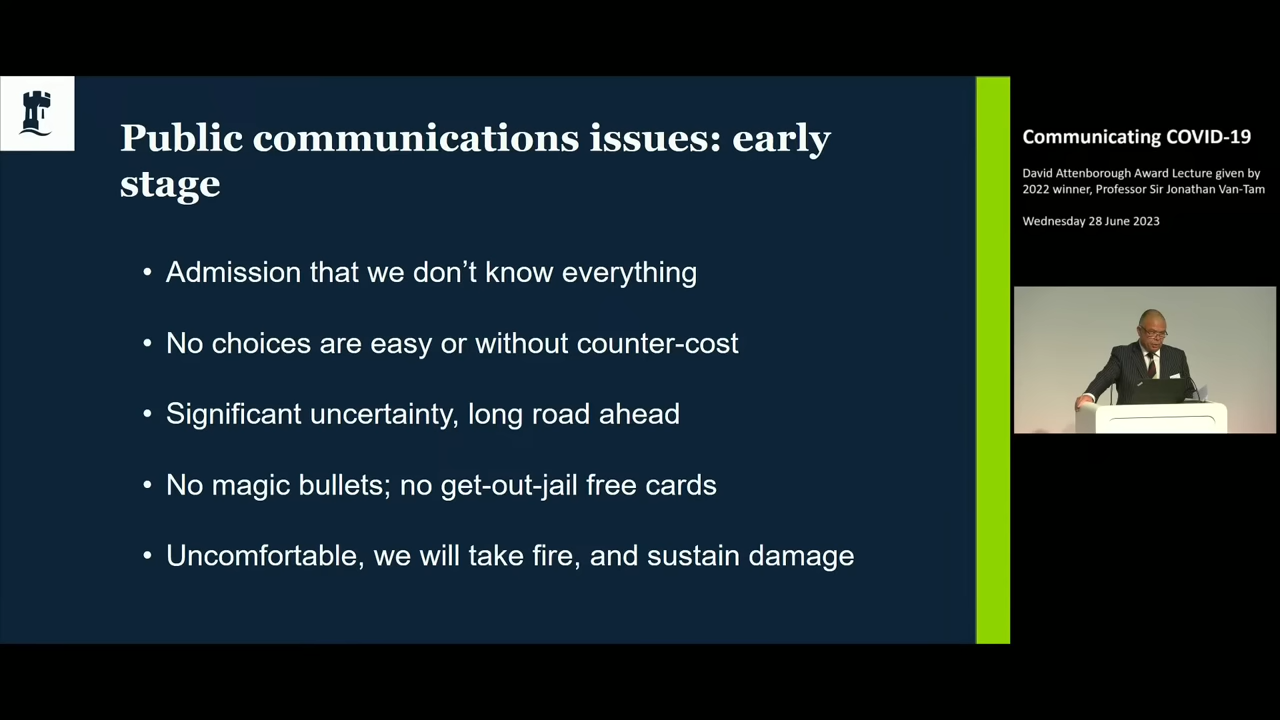 Public communications issues: early
stage
• Admission that we don’t know everything
• No choices are easy or without counter-cost
• Significant uncertainty, long road ahead
• No magic bullets; no get-out-jail free cards
• Uncomfortable, we will take fire, and sustain damage
Communicating COVID-19
David Attenborough Award Lecture given by
2022 winner, Professor Sir Jonathan Van-Tam
Wednesday 28 June 2023